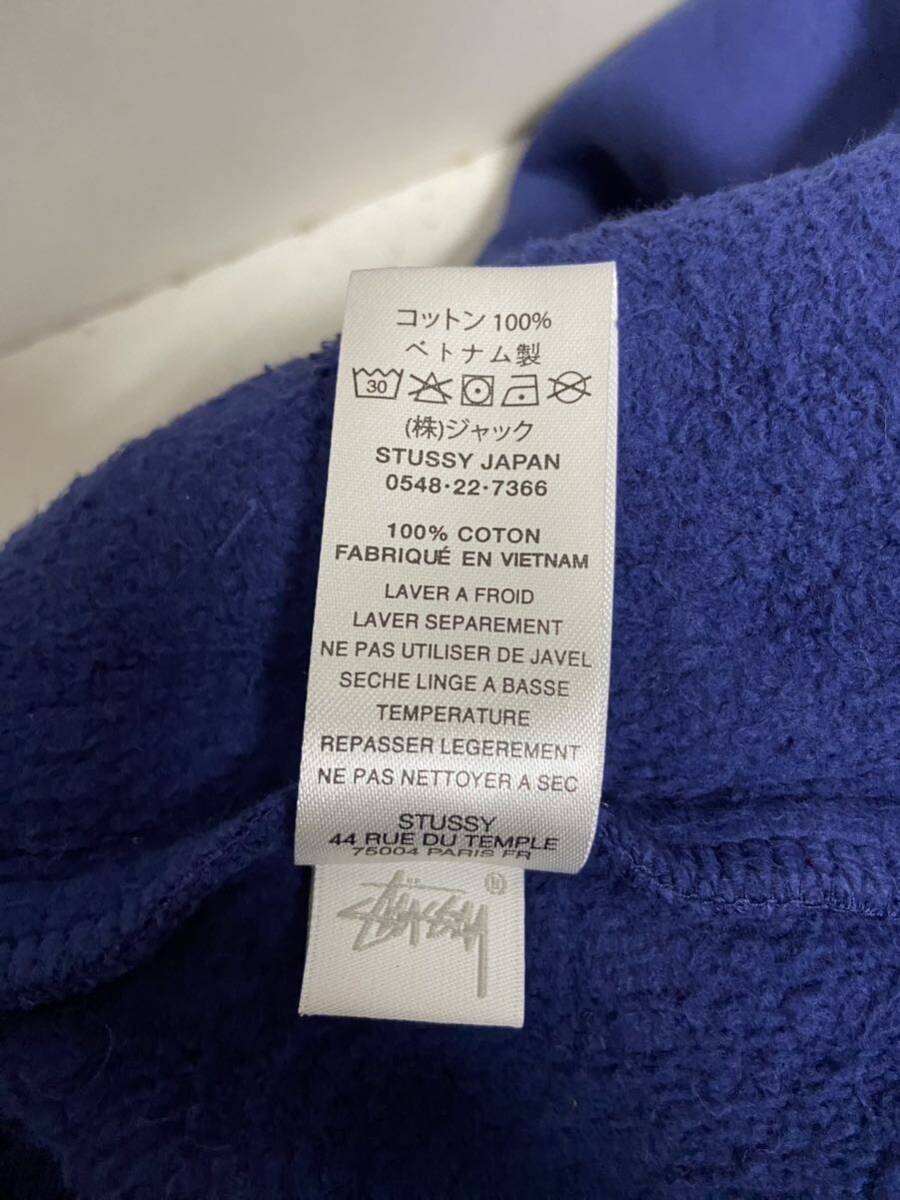 コットン 100%
ベトナム製
30
(株)ジャック
STUSSY JAPAN
0548·22·7366
100% COTON
FABRIQUÉ EN VIETNAM
LAVER A FROID
LAVER SEPAREMENT
NE PAS UTILISER DE JAVEL
SECHE LINGE A BASSE
TEMPERATURE
REPASSER LEGEREMENT
NE PAS NETTOYER A SEC
STUSSY
44 RUE DU TEMPLE
75004 PARIS FR